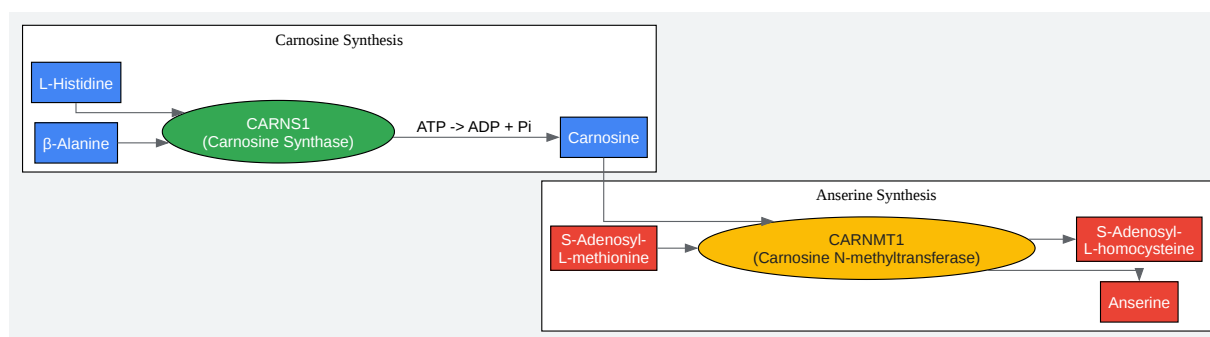 Carnosine Synthesis
L-Histidine
β-Alanine
CARNS1
(Carnosine Synthase)
ATP -> ADP + Pi
Carnosine
Anserine Synthesis
S-Adenosyl-
L-methionine
CARNMT1
(Carnosine N-methyltransferase)
S-Adenosyl-
L-homocysteine
Anserine